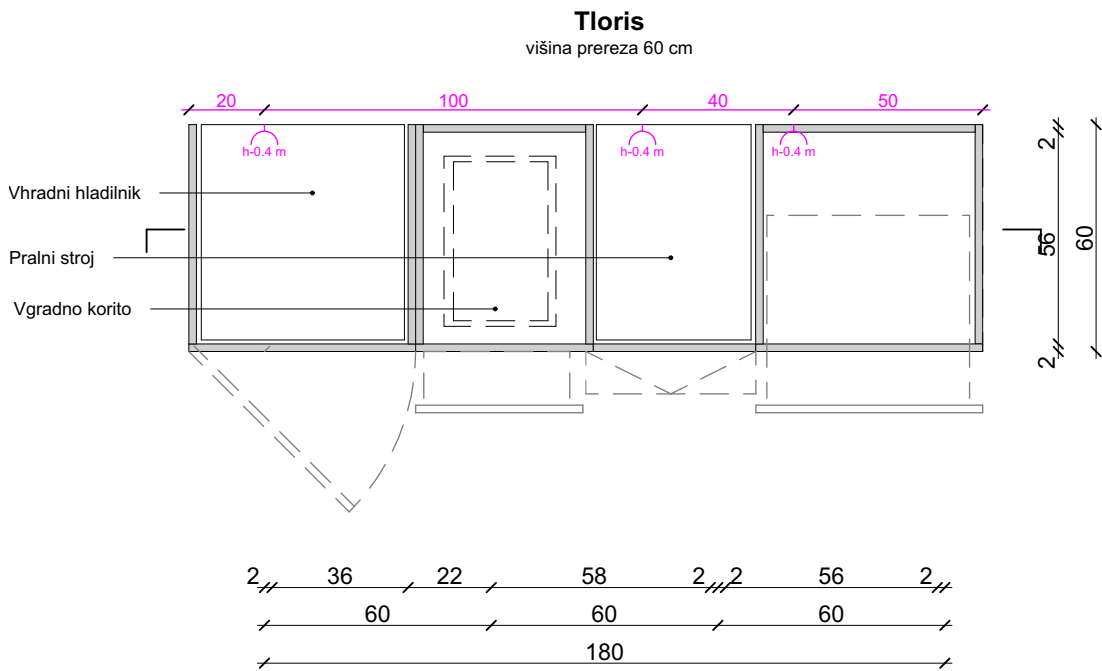 Tloris
višina prereza 60 cm
20 100 40 50
h-0.4 m h-0.4 m h-0.4 m
2
Vhradni hladilnik
56 60
Pralni stroj
Vgradno korito
2
2 36 22 58 2 2 56 2
60 60 60
180